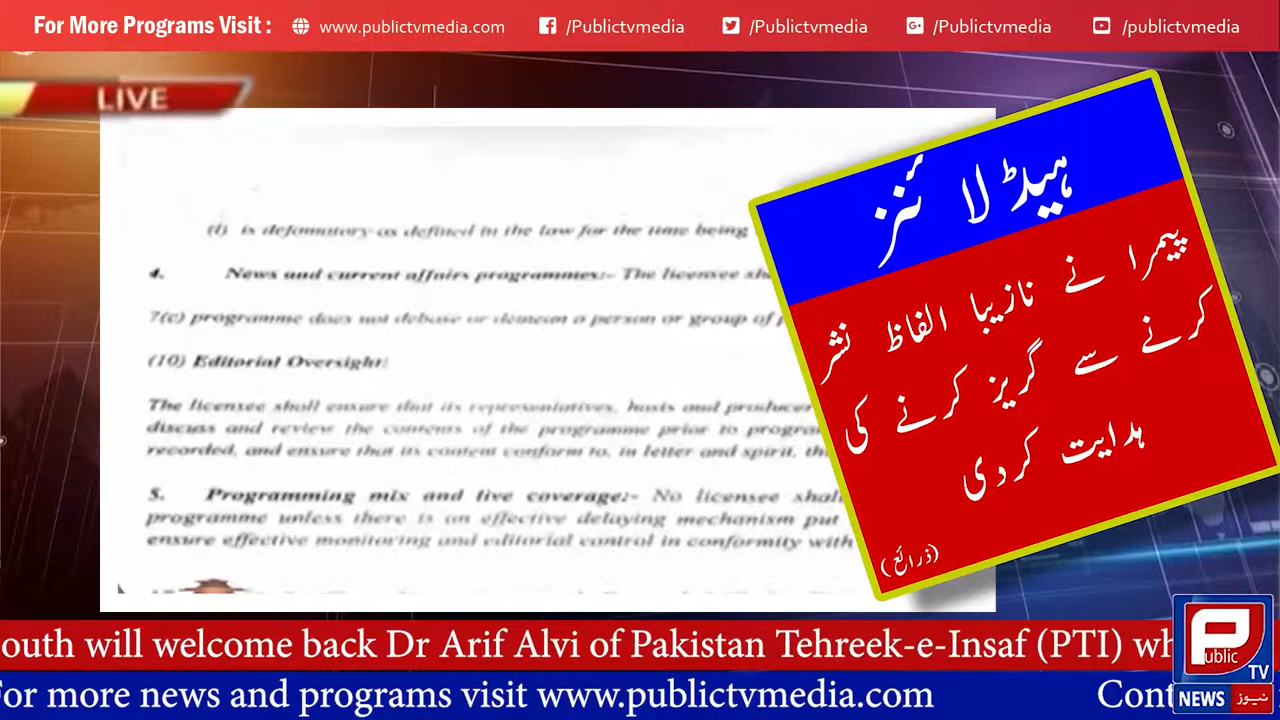 For More Programs Visit : www.publictvmedia.com /Publictvmedia /Publictvmedia /Publictvmedia /publictvmedia
LIVE
(l) is defamatory as defined in the law for the time being
4. News and current affairs programmes:- The licensee
7(c) programme does not debase or demean a person or group of
(10) Editorial Oversight:
The licensee shall ensure that its representatives, hosts and producer
discuss and review the contents of the programme prior to
recorded, and ensure that its content conform to, in letter and spirit,
5. Programming mix and live coverage:- No licensee shall
programme unless there is an effective delaying mechanism put
ensure effective monitoring and editorial control in conformity with
ہیڈ لائنز
پیمرا نے نازیبا الفاظ نشر
کرنے سے گریز کرنے کی
ہدایت کردی
(ذرائع)
outh will welcome back Dr Arif Alvi of Pakistan Tehreek-e-Insaf (PTI) wh
For more news and programs visit www.publictvmedia.com Cont
Public TV
NEWS نیوز